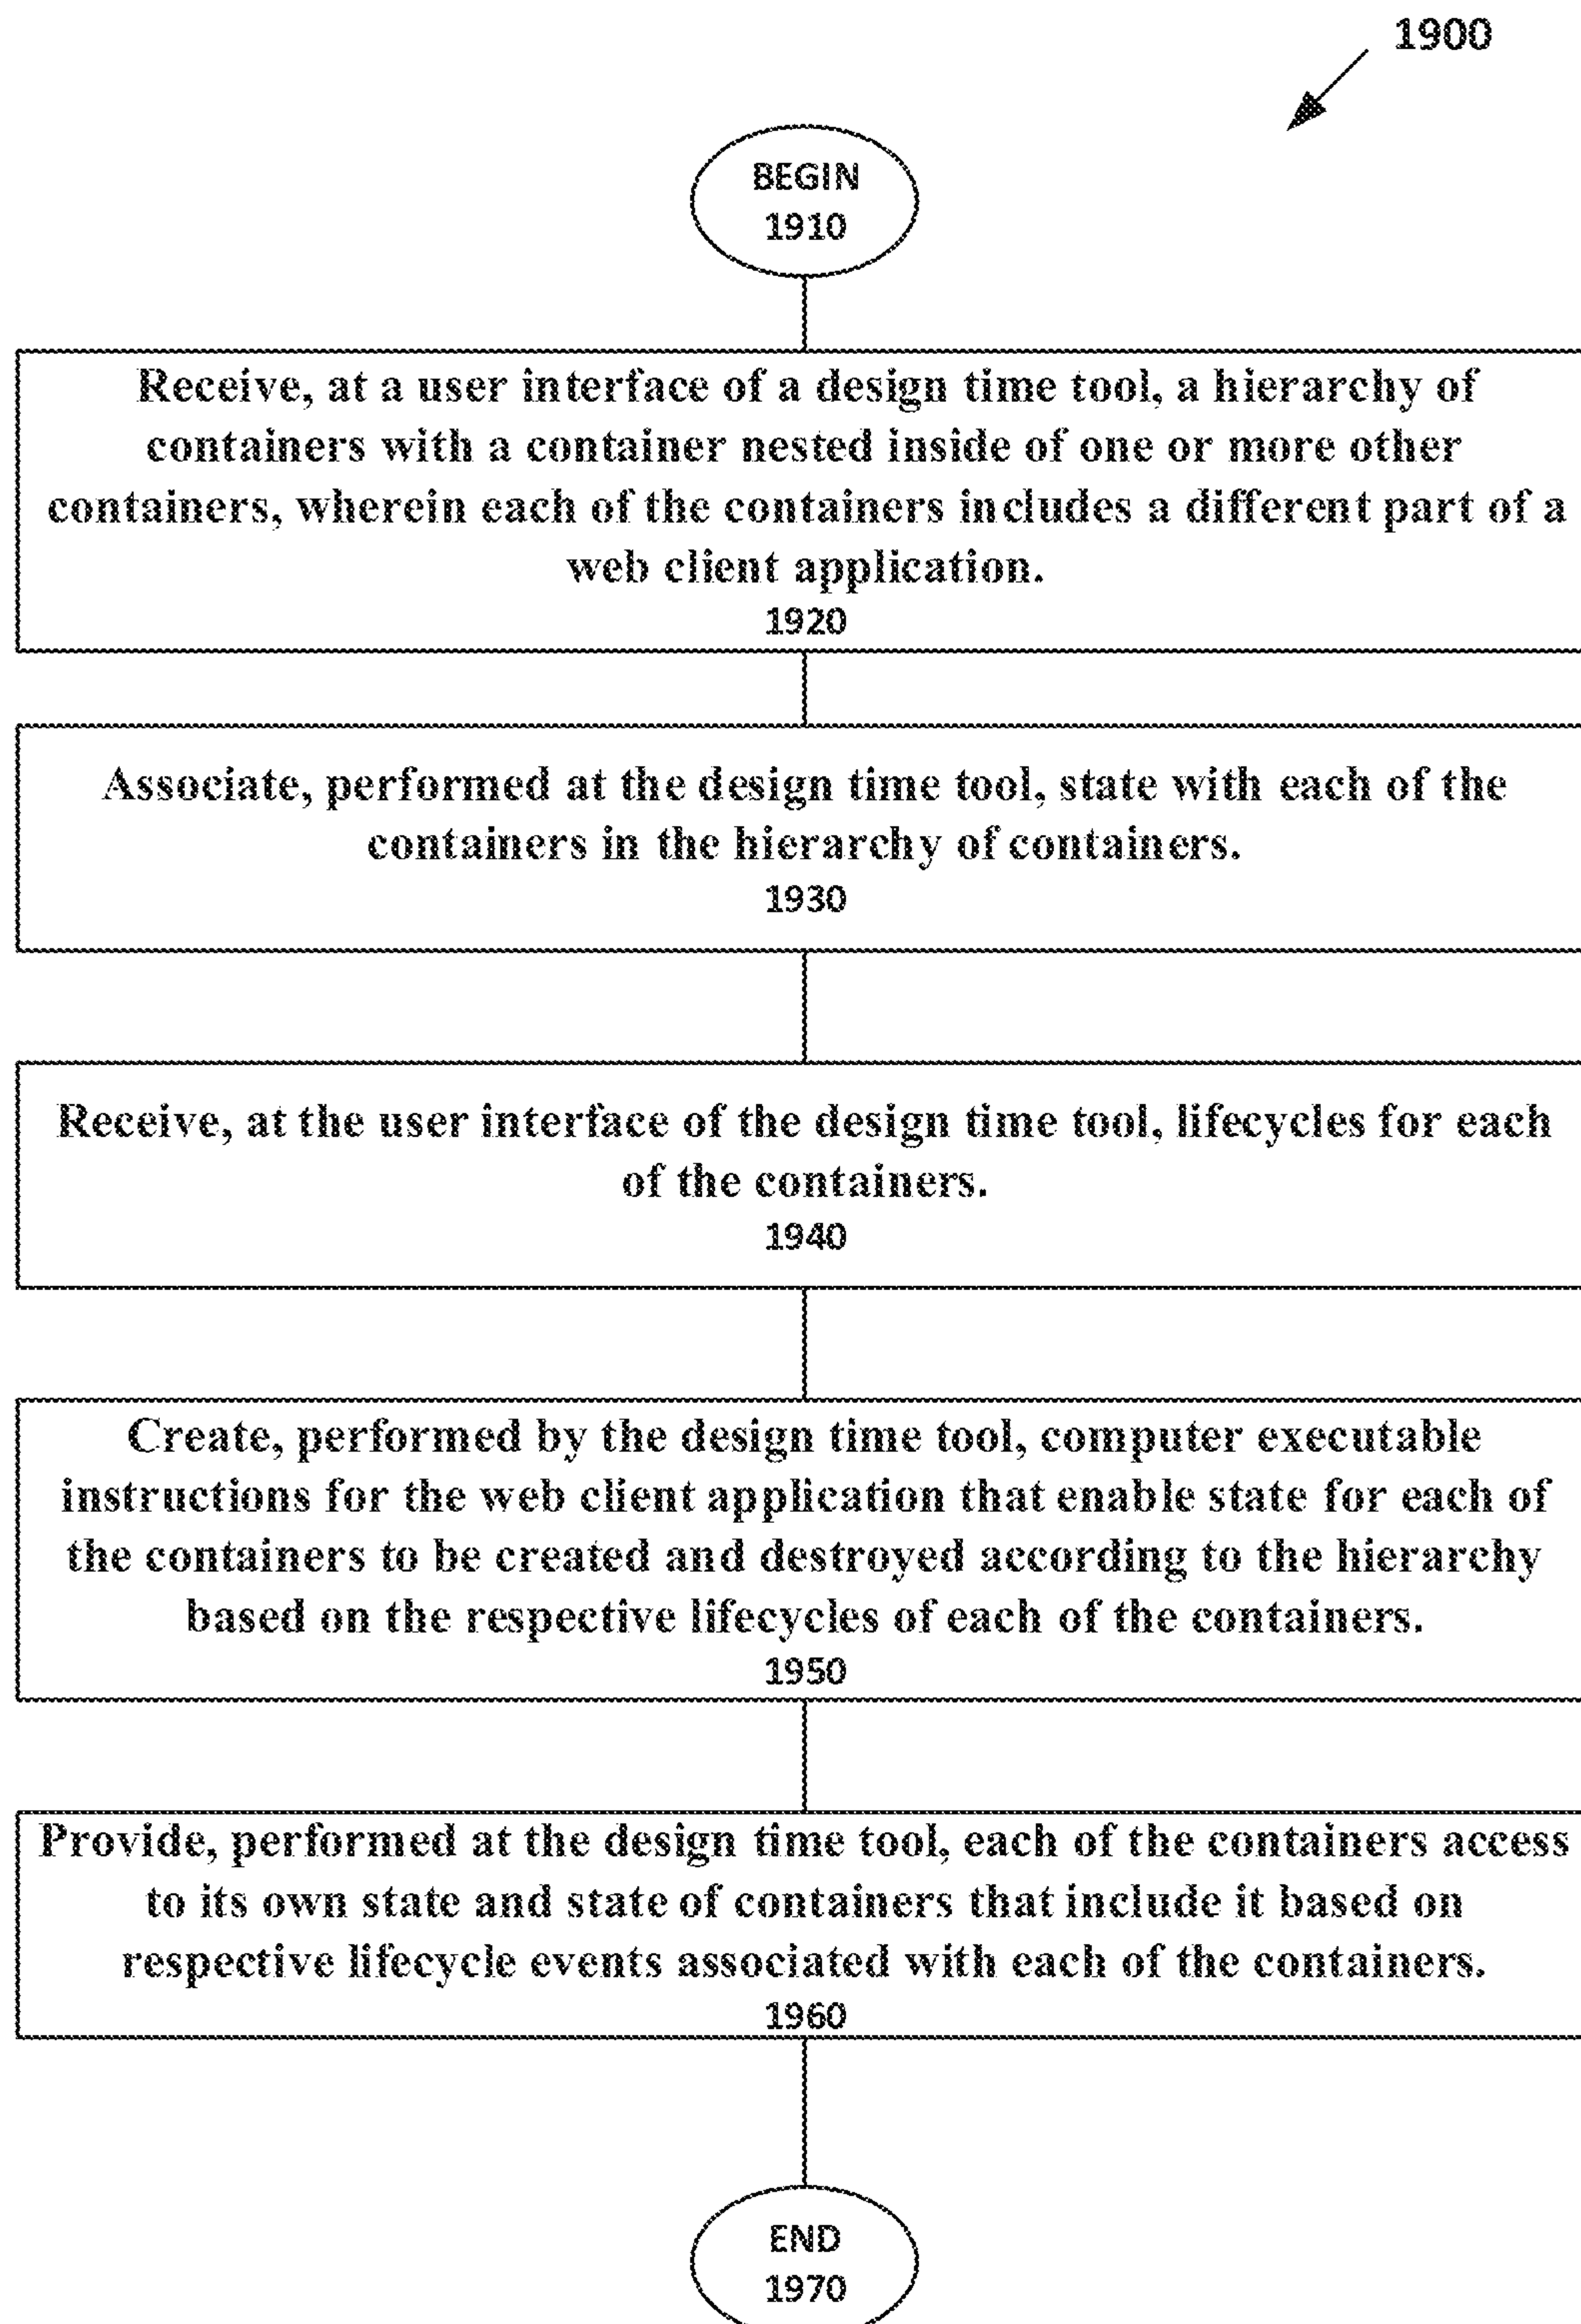 1900
BEGIN
1910
Receive, at a user interface of a design time tool, a hierarchy of
containers with a container nested inside of one or more other
containers, wherein each of the containers includes a different part of a
web client application.
1920
Associate, performed at the design time tool, state with each of the
containers in the hierarchy of containers.
1930
Receive, at the user interface of the design time tool, lifecycles for each
of the containers.
1940
Create, performed by the design time tool, computer executable
instructions for the web client application that enable state for each of
the containers to be created and destroyed according to the hierarchy
based on the respective lifecycles of each of the containers.
1950
Provide, performed at the design time tool, each of the containers access
to its own state and state of containers that include it based on
respective lifecycle events associated with each of the containers.
1960
END
1970